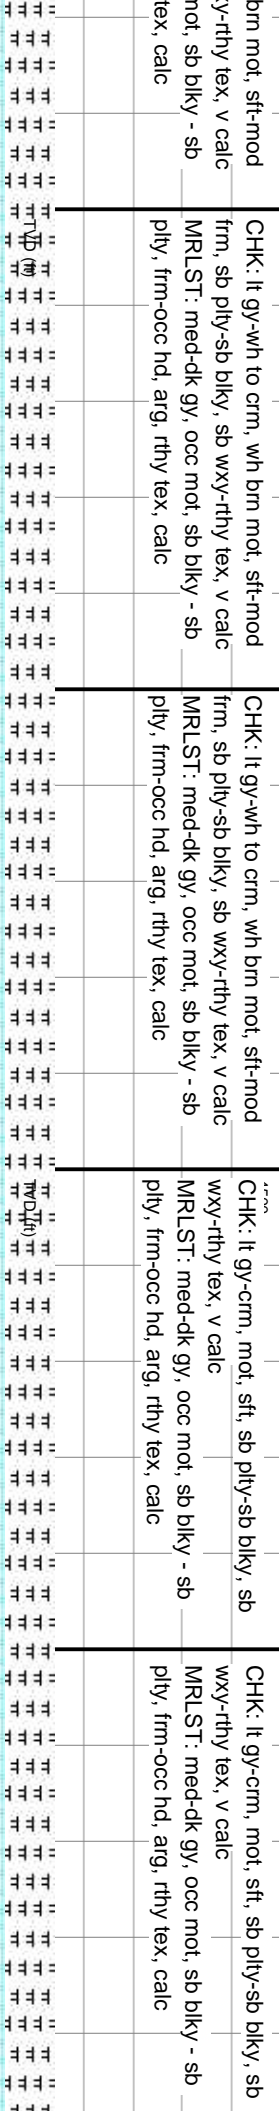 brn mot, sft-mod
xy-rthy tex, v calc
mot, sb blky - sb
tex, calc
CHK: lt gy-wh to crm, wh brn mot, sft-mod
frm, sb plty-sb blky, sb wxy-rthy tex, v calc
MRLST: med-dk gy, occ mot, sb blky - sb
plty, frm-occ hd, arg, rthy tex, calc
TVD (ft)
CHK: lt gy-wh to crm, wh brn mot, sft-mod
frm, sb plty-sb blky, sb wxy-rthy tex, v calc
MRLST: med-dk gy, occ mot, sb blky - sb
plty, frm-occ hd, arg, rthy tex, calc
CHK: lt gy-crm, mot, sft, sb plty-sb blky, sb
wxy-rthy tex, v calc
MRLST: med-dk gy, occ mot, sb blky - sb
plty, frm-occ hd, arg, rthy tex, calc
TVD (ft)
CHK: lt gy-crm, mot, sft, sb plty-sb blky, sb
wxy-rthy tex, v calc
MRLST: med-dk gy, occ mot, sb blky - sb
plty, frm-occ hd, arg, rthy tex, calc